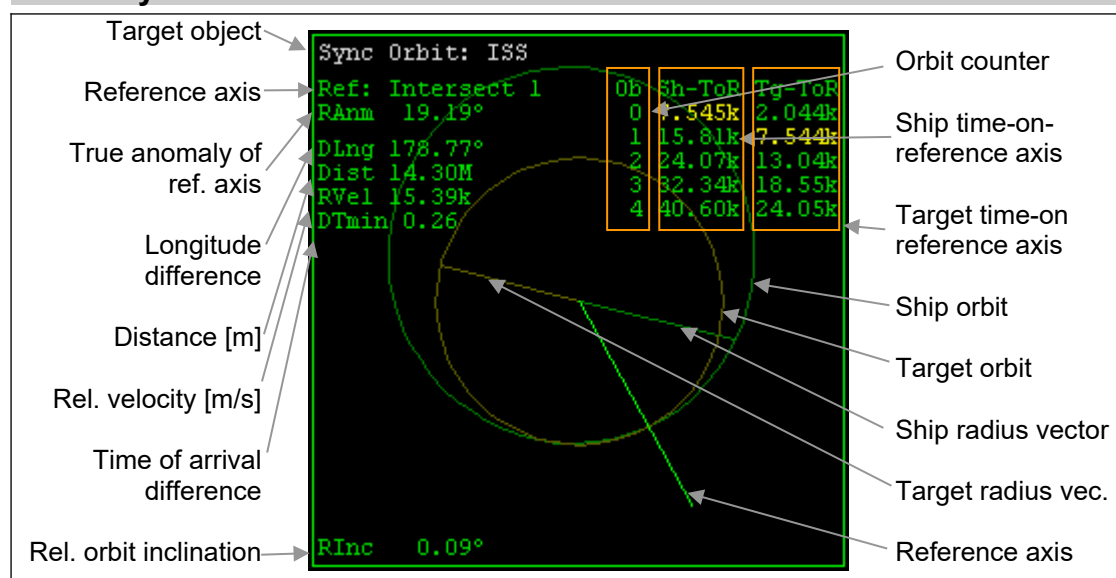 Target object
Reference axis
True anomaly of
ref. axis
Longitude
difference
Distance [m]
Rel. velocity [m/s]
Time of arrival
difference
Rel. orbit inclination
Sync Orbit: ISS
Ref: Intersect 1
RAnm 19.19°
DLng 178.77°
Dist 14.30M
RVel 15.39k
DTmin 0.26
Ob Sh-ToR Tg-ToR
0 7.545k 2.044k
1 15.81k 7.544k
2 24.07k 13.04k
3 32.34k 18.55k
4 40.60k 24.05k
RInc 0.09°
Orbit counter
Ship time-on-
reference axis
Target time-on
reference axis
Ship orbit
Target orbit
Ship radius vector
Target radius vec.
Reference axis